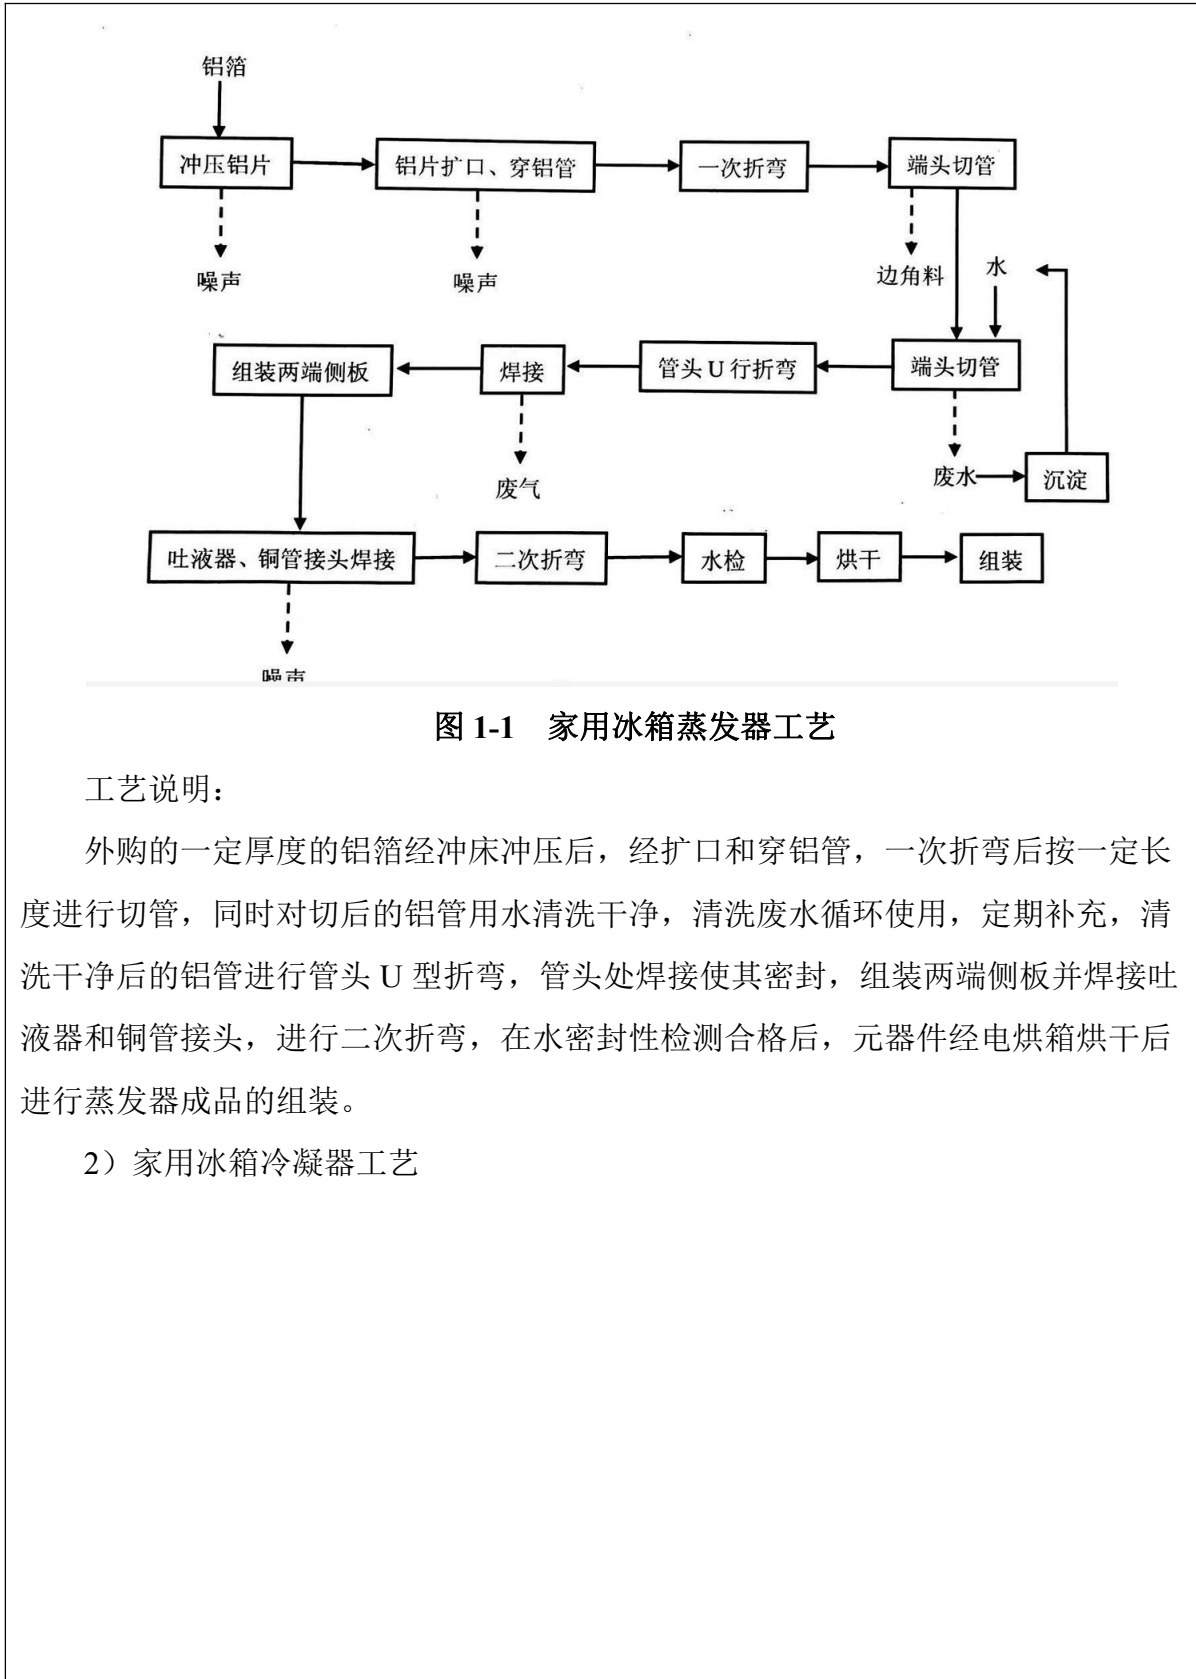 铝箔
冲压铝片
铝片扩口、穿铝管
一次折弯
端头切管
噪声
噪声
边角料
水
组装两端侧板
焊接
管头U行折弯
端头切管
废气
废水
沉淀
吐液器、铜管接头焊接
二次折弯
水检
烘干
组装
噪声
图 1-1 家用冰箱蒸发器工艺
工艺说明：
外购的一定厚度的铝箔经冲床冲压后，经扩口和穿铝管，一次折弯后按一定长
度进行切管，同时对切后的铝管用水清洗干净，清洗废水循环使用，定期补充，清
洗干净后的铝管进行管头 U 型折弯，管头处焊接使其密封，组装两端侧板并焊接吐
液器和铜管接头，进行二次折弯，在水密封性检测合格后，元器件经电烘箱烘干后
进行蒸发器成品的组装。
2）家用冰箱冷凝器工艺